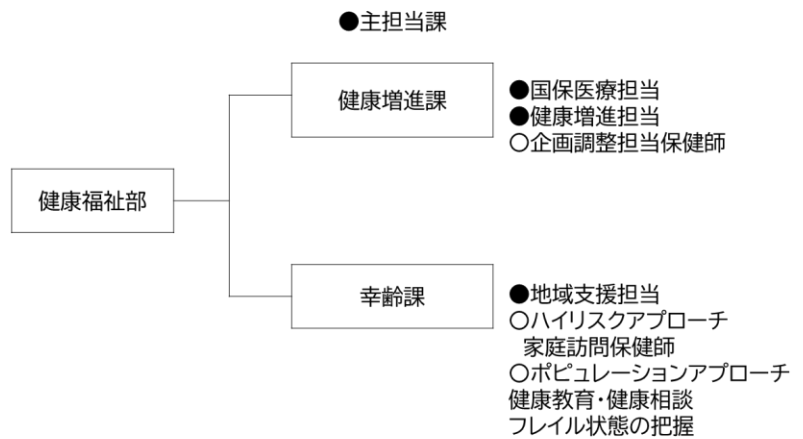 ●主担当課
健康増進課
●国保医療担当
●健康増進担当
○企画調整担当保健師
健康福祉部
幸齢課
●地域支援担当
○ハイリスクアプローチ
家庭訪問保健師
○ポピュレーションアプローチ
健康教育・健康相談
フレイル状態の把握